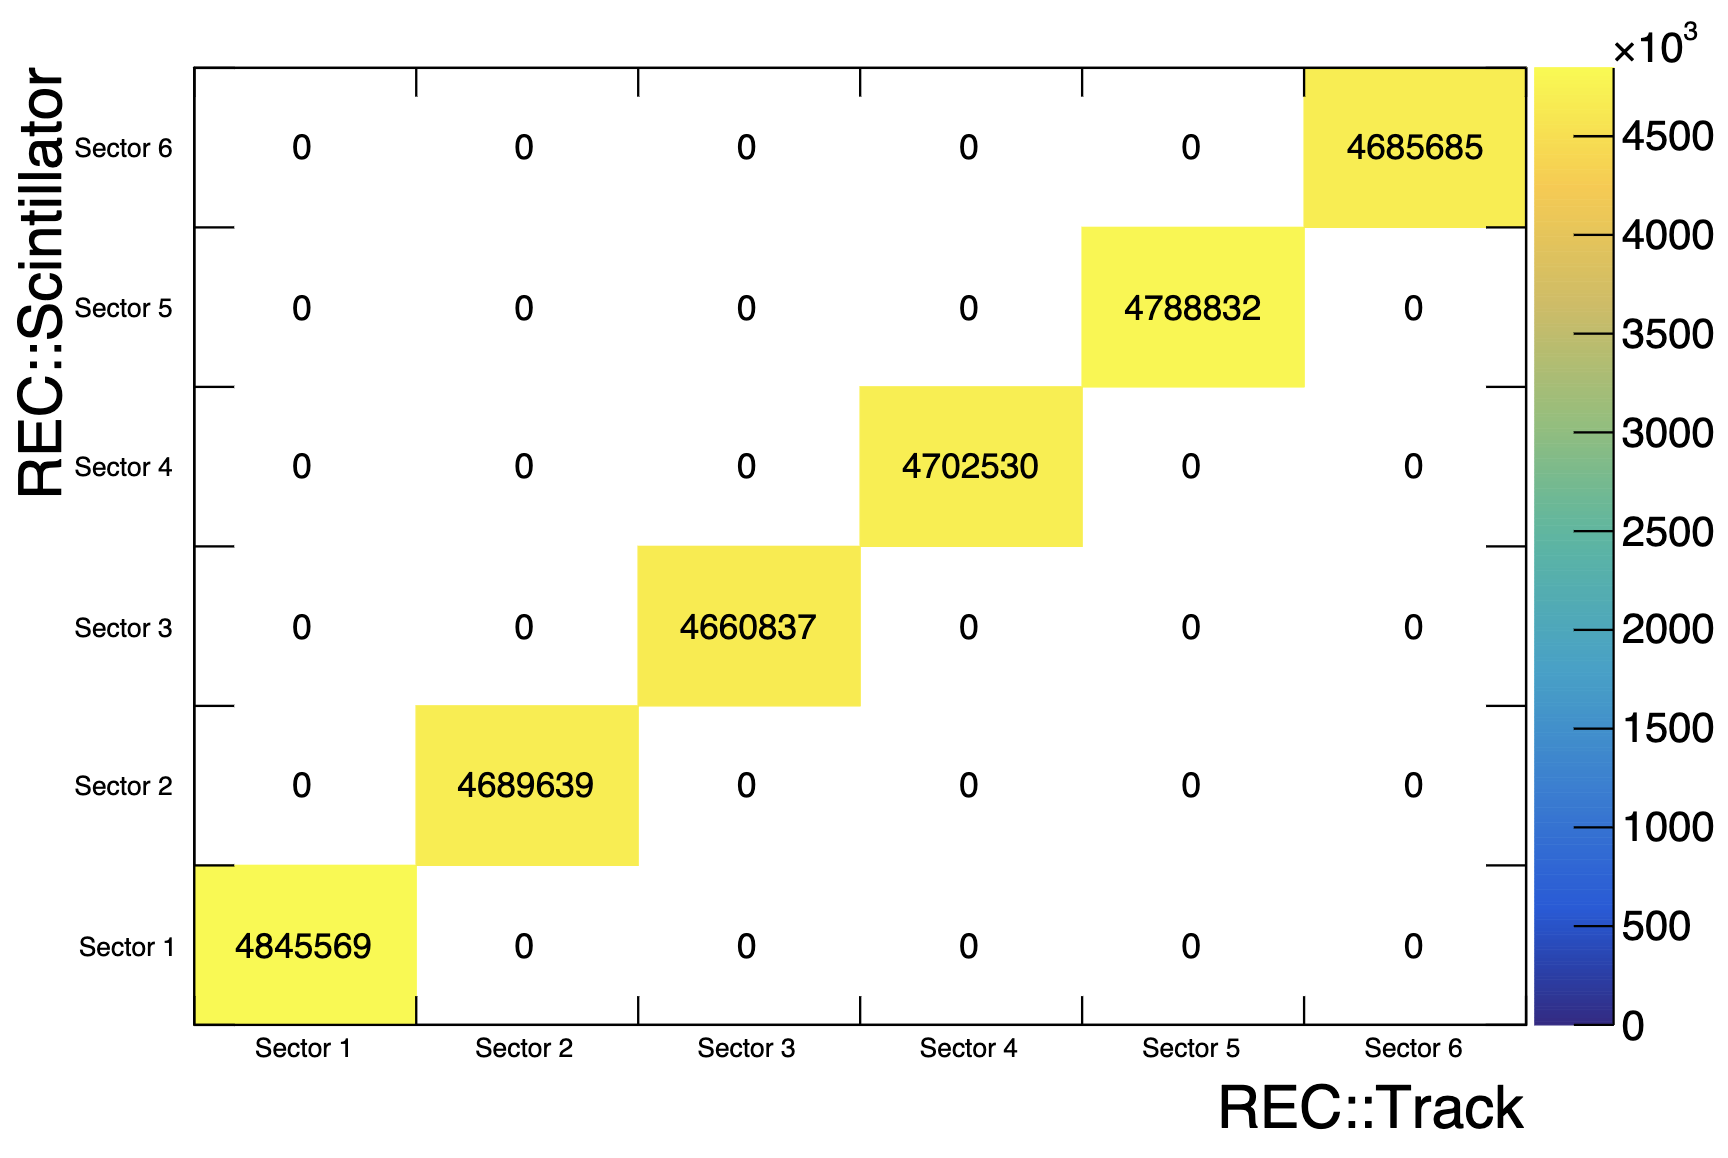 ×10³
REC::Scintillator
Sector 6 0 0 0 0 0 4685685
Sector 5 0 0 0 0 4788832 0
Sector 4 0 0 0 4702530 0 0
Sector 3 0 0 4660837 0 0 0
Sector 2 0 4689639 0 0 0 0
Sector 1 4845569 0 0 0 0 0
Sector 1 Sector 2 Sector 3 Sector 4 Sector 5 Sector 6
REC::Track
4500
4000
3500
3000
2500
2000
1500
1000
500
0